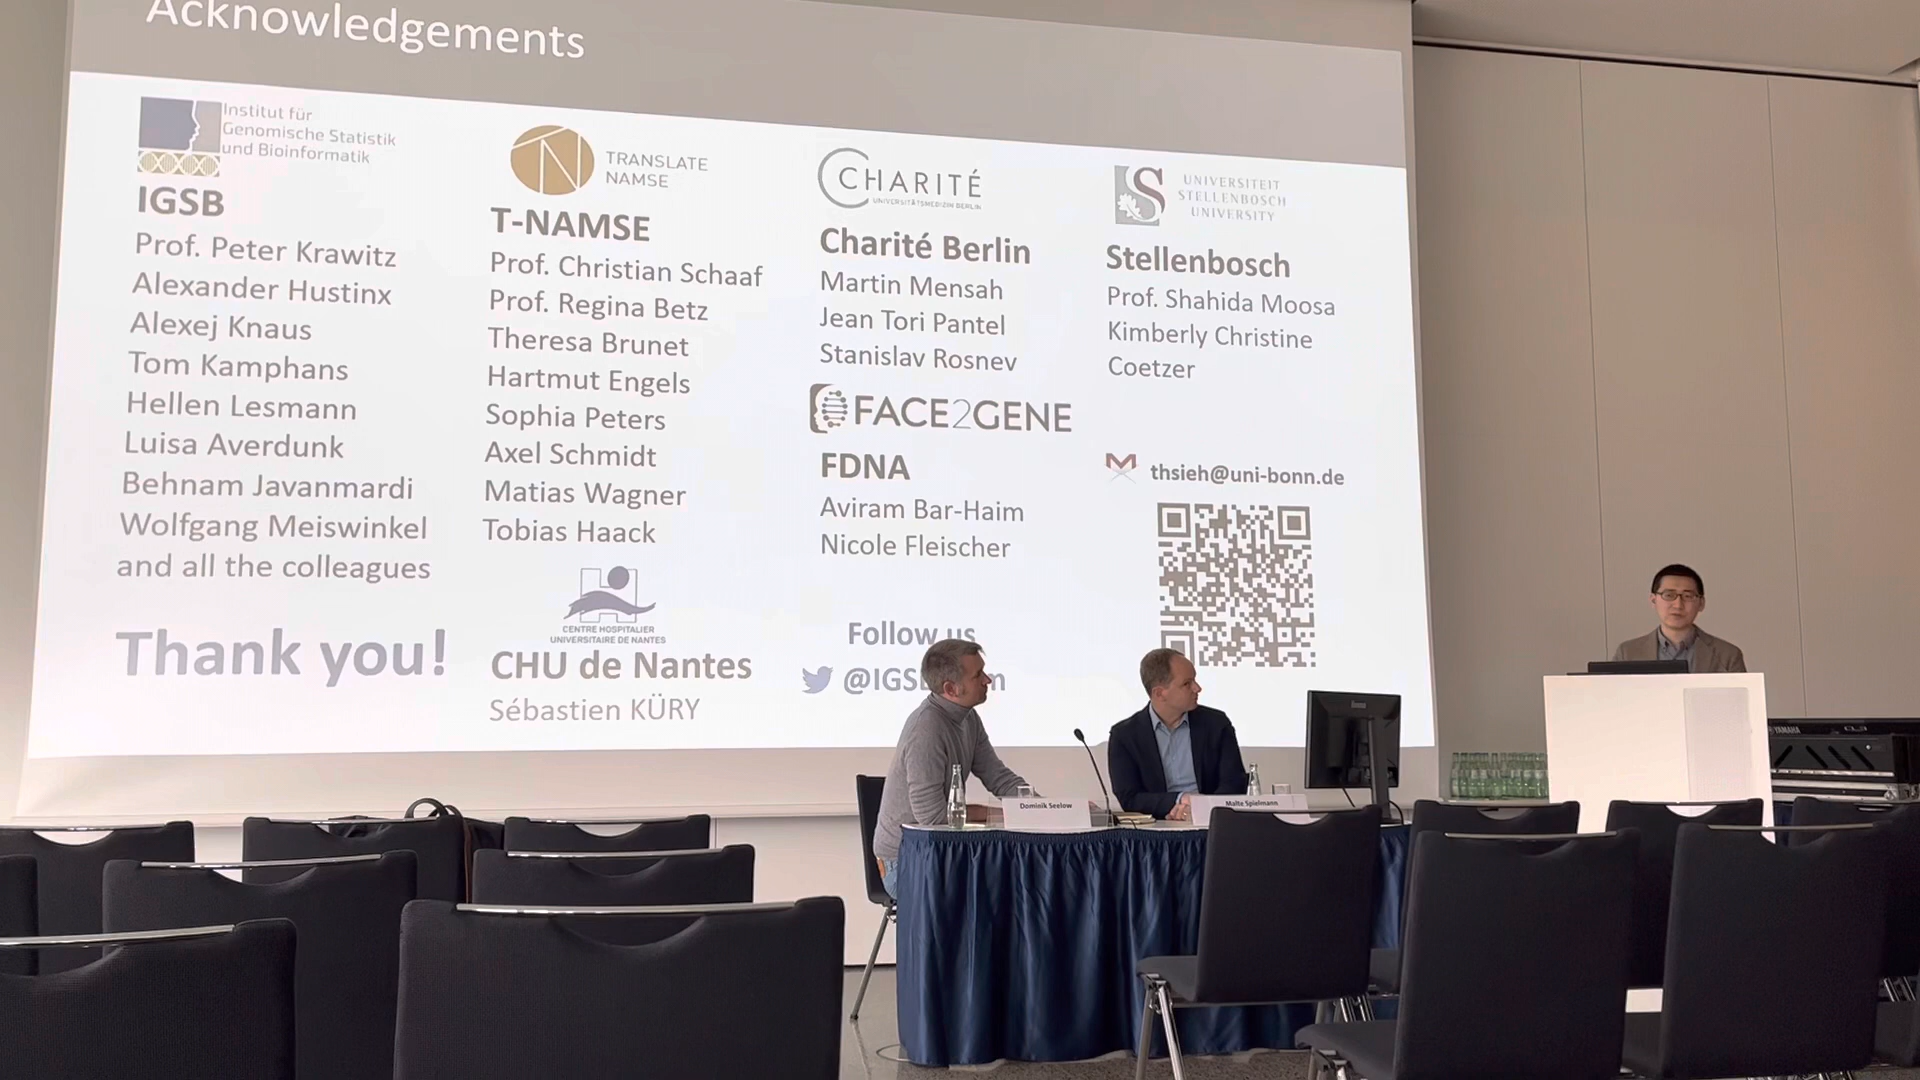 Acknowledgements
Institut für
Genomische Statistik
und Bioinformatik
IGSB
Prof. Peter Krawitz
Alexander Hustinx
Alexej Knaus
Tom Kamphans
Hellen Lesmann
Luisa Averdunk
Behnam Javanmardi
Wolfgang Meiswinkel
and all the colleagues
Thank you!
TRANSLATE
NAMSE
T-NAMSE
Prof. Christian Schaaf
Prof. Regina Betz
Theresa Brunet
Hartmut Engels
Sophia Peters
Axel Schmidt
Matias Wagner
Tobias Haack
CENTRE HOSPITALIER
UNIVERSITAIRE DE NANTES
CHU de Nantes
Sébastien KÜRY
CHARITÉ
UNIVERSITÄTSMEDIZIN BERLIN
Charité Berlin
Martin Mensah
Jean Tori Pantel
Stanislav Rosnev
FACE2GENE
FDNA
Aviram Bar-Haim
Nicole Fleischer
Follow us
UNIVERSITEIT
STELLENBOSCH
UNIVERSITY
Stellenbosch
Prof. Shahida Moosa
Kimberly Christine
Coetzer
thsieh@uni-bonn.de
Dominik Seelow
Malte Spielmann
YAMAHA